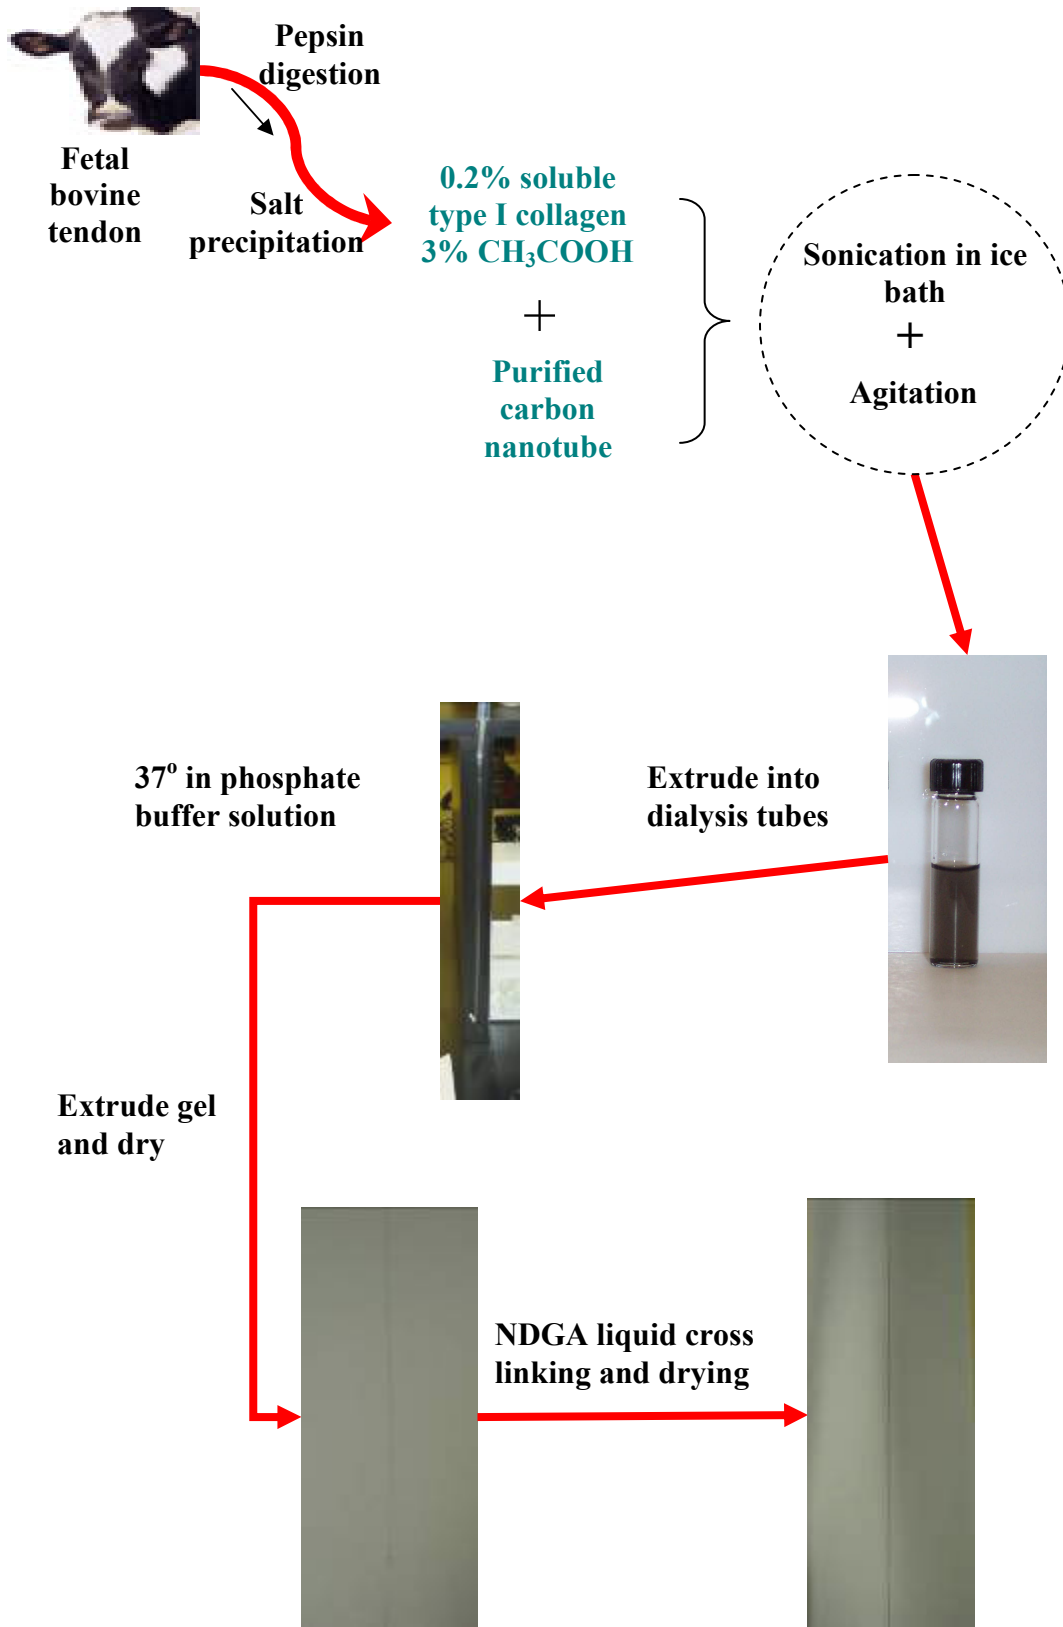 Pepsin
digestion
Fetal
bovine
tendon
Salt
precipitation
0.2% soluble
type I collagen
3% CH₃COOH
+
Purified
carbon
nanotube
Sonication in ice
bath
+
Agitation
Extrude into
dialysis tubes
37° in phosphate
buffer solution
Extrude gel
and dry
NDGA liquid cross
linking and drying